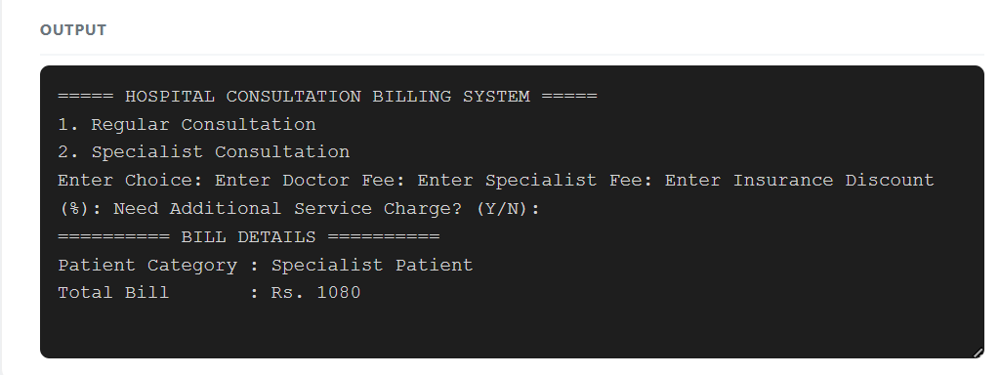 OUTPUT
===== HOSPITAL CONSULTATION BILLING SYSTEM =====
1. Regular Consultation
2. Specialist Consultation
Enter Choice: Enter Doctor Fee: Enter Specialist Fee: Enter Insurance Discount
(%): Need Additional Service Charge? (Y/N):
========== BILL DETAILS ==========
Patient Category : Specialist Patient
Total Bill       : Rs. 1080